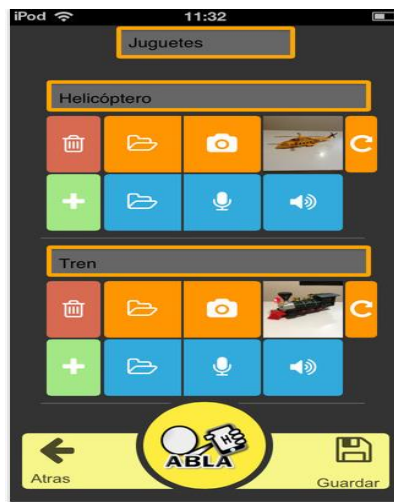 iPod 11:32
Juguetes
Helicóptero
Tren
H
ABLA
Atras
Guardar